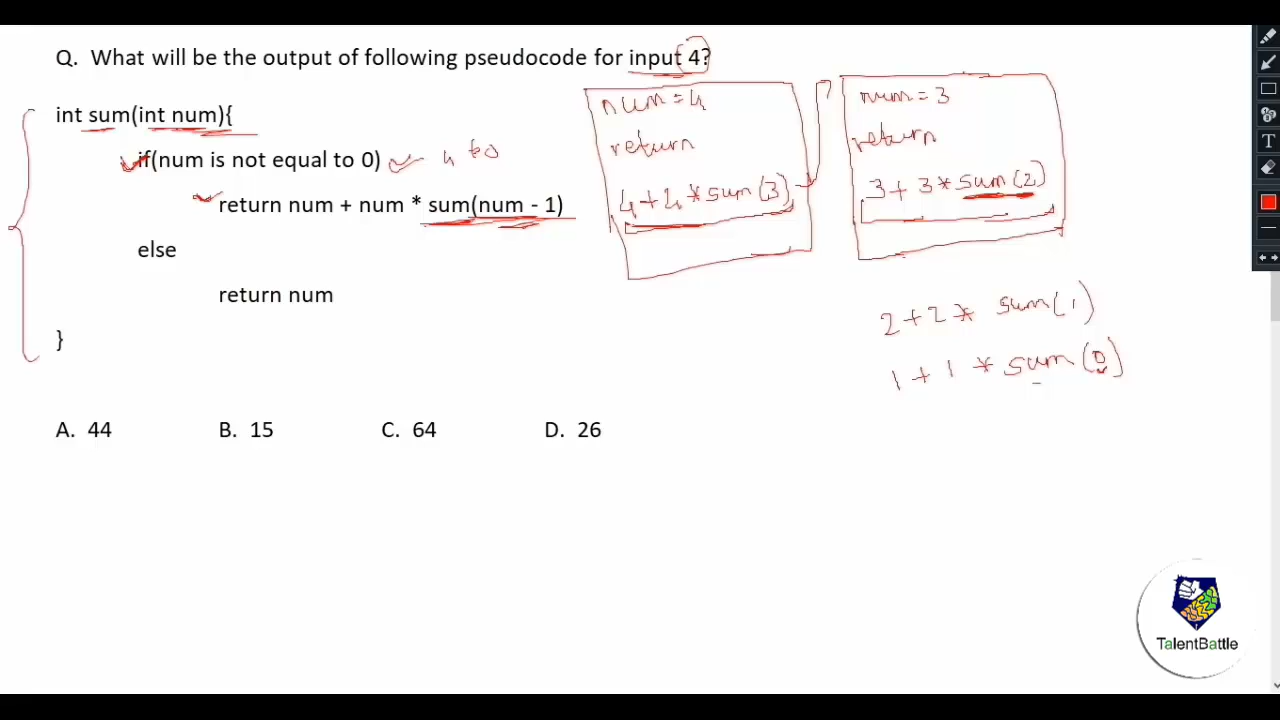 Q. What will be the output of following pseudocode for input 4?
int sum(int num){
if(num is not equal to 0) 4 ≠ 0
return num + num * sum(num - 1)
else
return num
}
num = 4
return
4 + 4 * sum(3)
num = 3
return
3 + 3 * sum(2)
2 + 2 * sum(1)
1 + 1 * sum(0)
A. 44 B. 15 C. 64 D. 26
TalentBattle
T